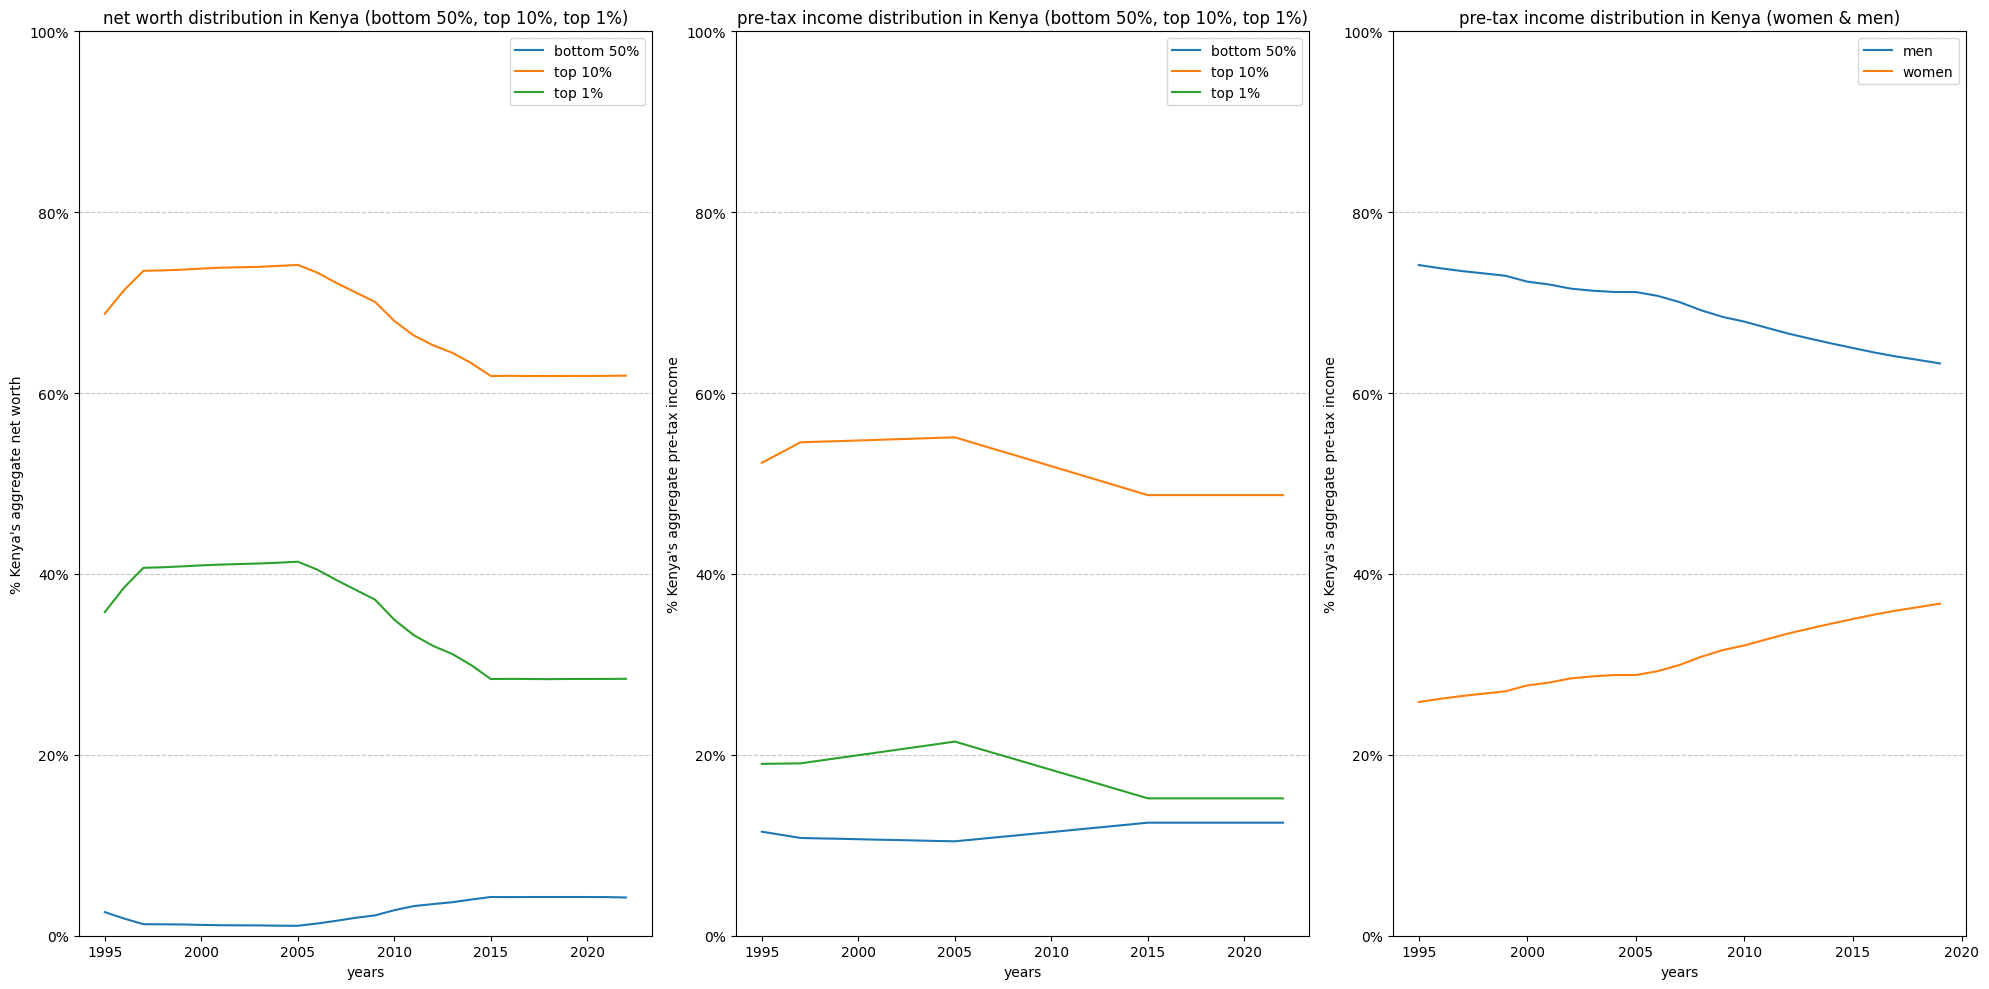 net worth distribution in Kenya (bottom 50%, top 10%, top 1%)
100%
80%
60%
40%
20%
0%
% Kenya's aggregate net worth
bottom 50%
top 10%
top 1%
1995
2000
2005
2010
2015
2020
years
pre-tax income distribution in Kenya (bottom 50%, top 10%, top 1%)
100%
80%
60%
40%
20%
0%
% Kenya's aggregate pre-tax income
bottom 50%
top 10%
top 1%
1995
2000
2005
2010
2015
2020
years
pre-tax income distribution in Kenya (women & men)
100%
80%
60%
40%
20%
0%
% Kenya's aggregate pre-tax income
men
women
1995
2000
2005
2010
2015
2020
years